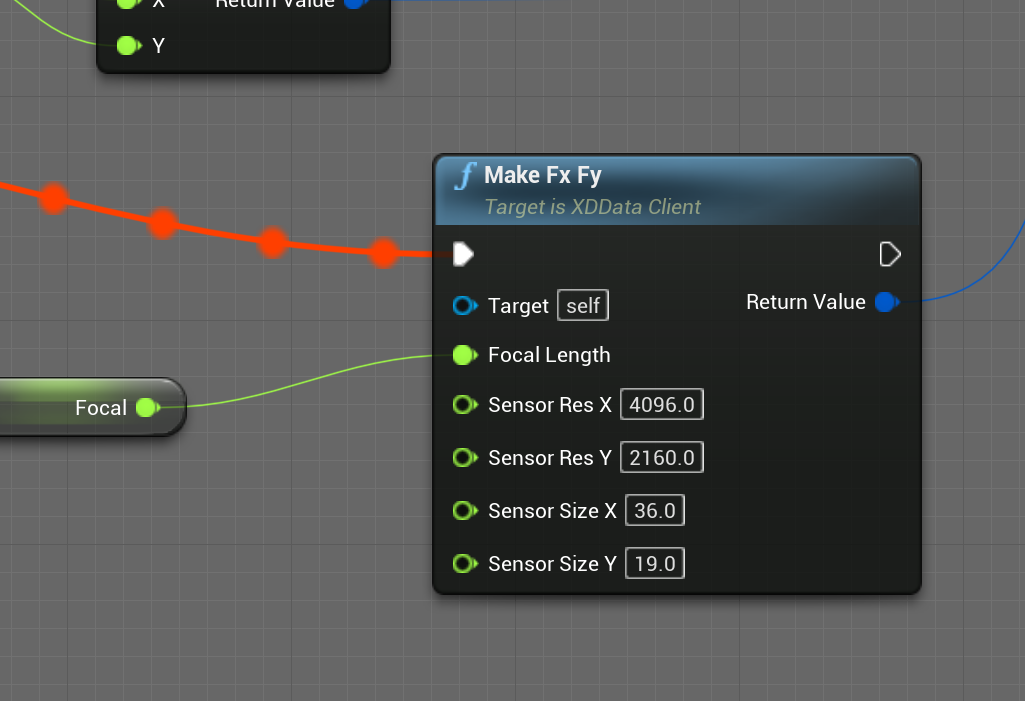 X Return Value
Y
f Make Fx Fy
Target is XDData Client
Target self
Return Value
Focal Length
Focal
Sensor Res X 4096.0
Sensor Res Y 2160.0
Sensor Size X 36.0
Sensor Size Y 19.0